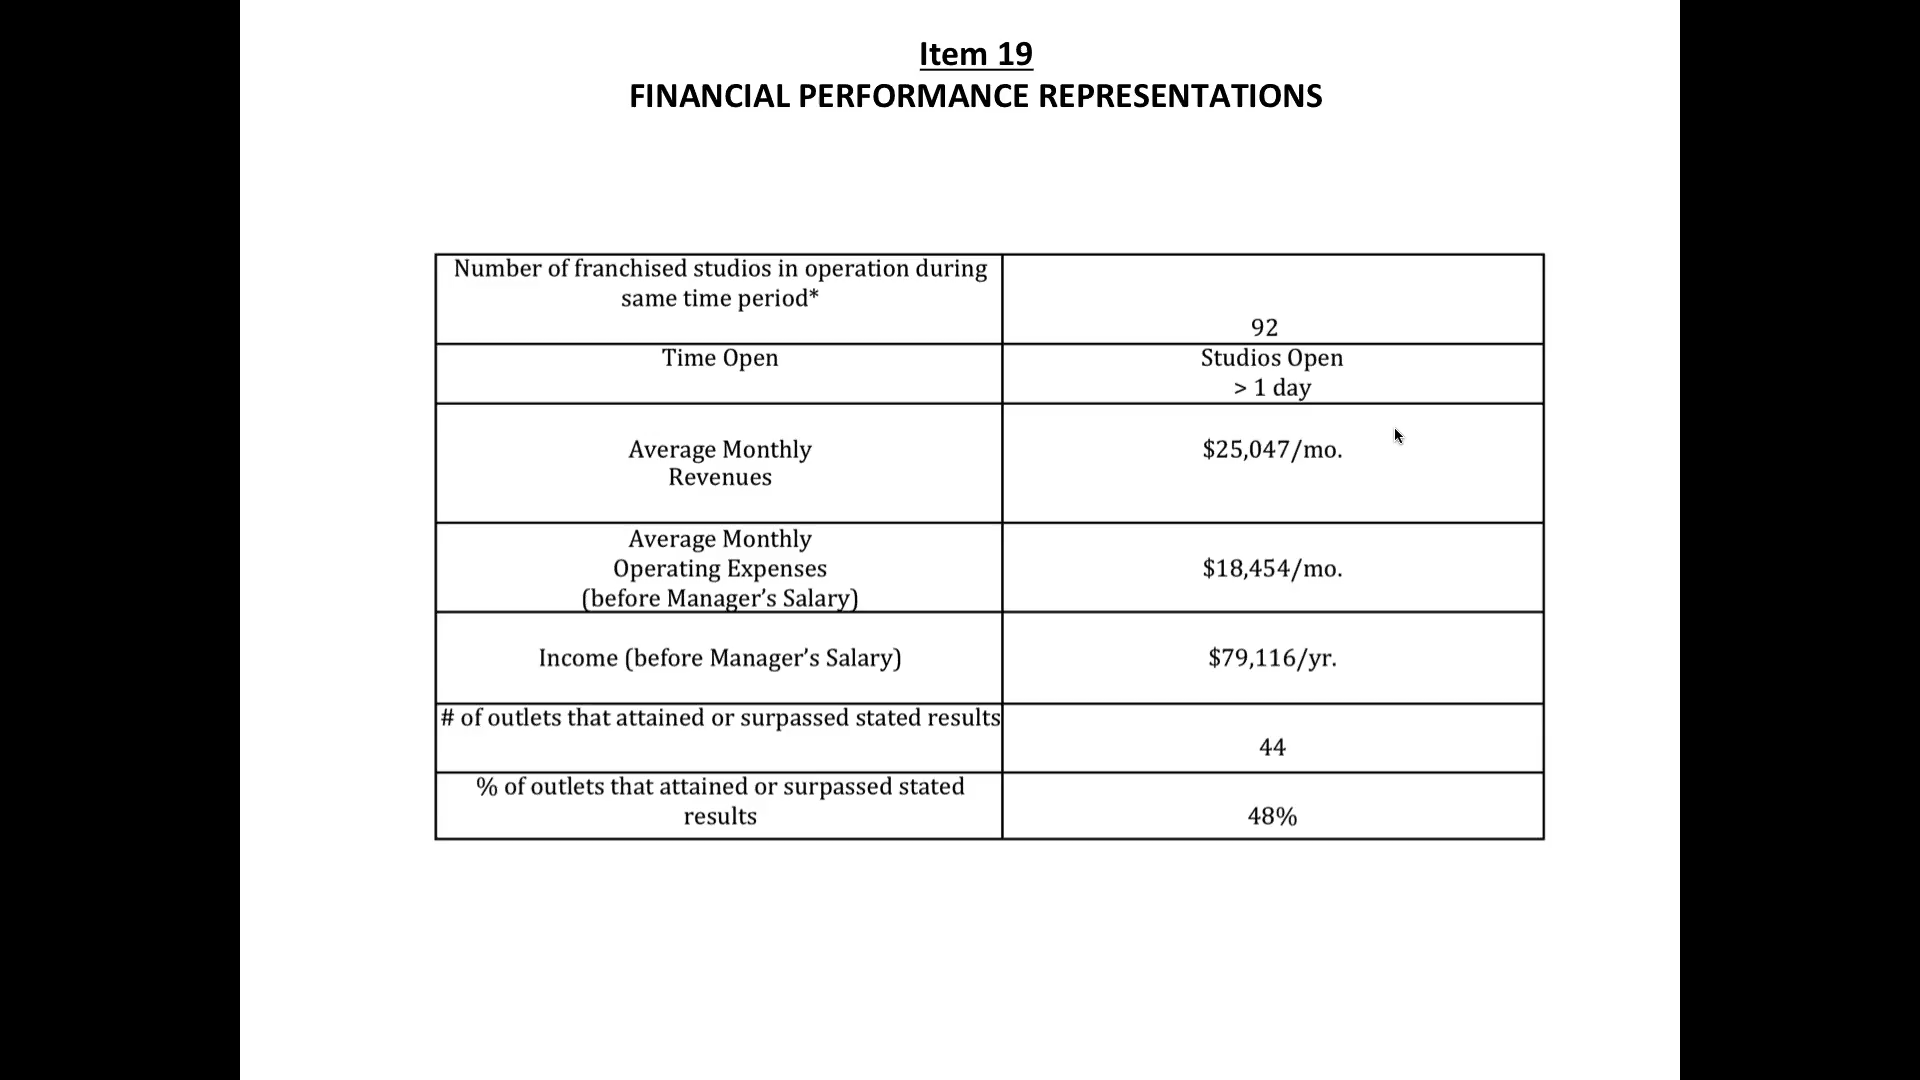 Item 19
FINANCIAL PERFORMANCE REPRESENTATIONS
Number of franchised studios in operation during
same time period*
92
Time Open
Studios Open
> 1 day
Average Monthly
Revenues
$25,047/mo.
Average Monthly
Operating Expenses
(before Manager’s Salary)
$18,454/mo.
Income (before Manager’s Salary)
$79,116/yr.
# of outlets that attained or surpassed stated results
44
% of outlets that attained or surpassed stated
results
48%